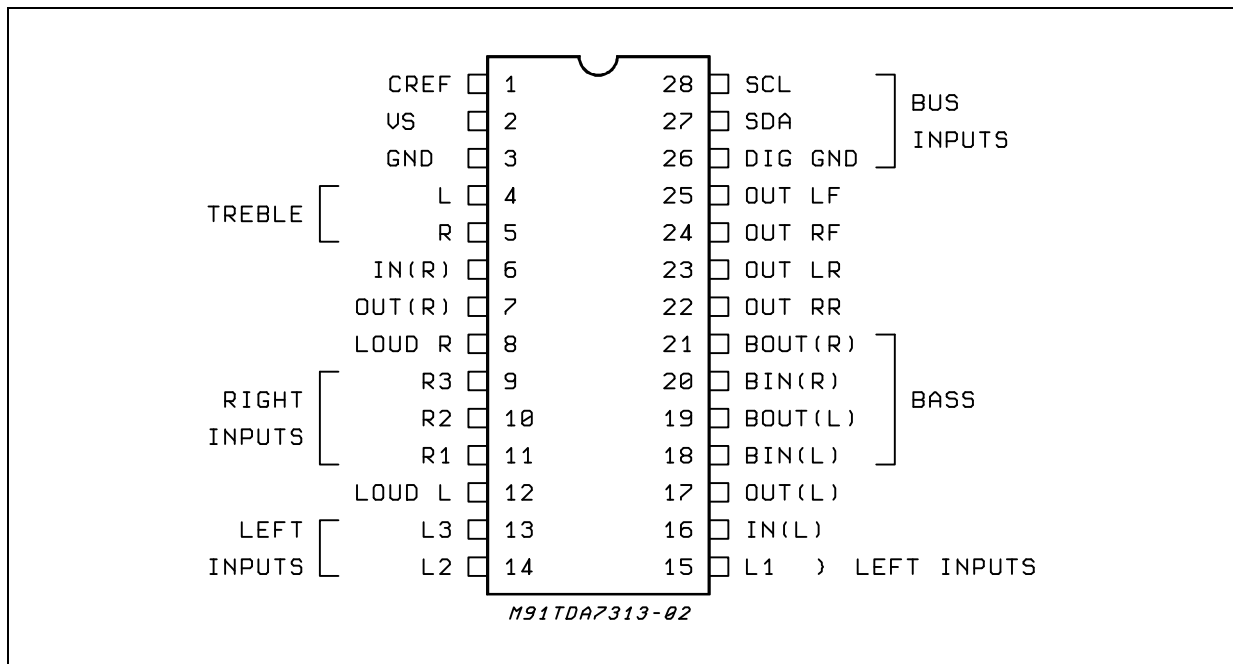 CREF 1 28 SCL
VS 2 27 SDA
GND 3 26 DIG GND
BUS
INPUTS
TREBLE
L 4 25 OUT LF
R 5 24 OUT RF
IN(R) 6 23 OUT LR
OUT(R) 7 22 OUT RR
LOUD R 8 21 BOUT(R)
RIGHT
INPUTS
R3 9 20 BIN(R)
R2 10 19 BOUT(L)
R1 11 18 BIN(L)
BASS
LOUD L 12 17 OUT(L)
LEFT
INPUTS
L3 13 16 IN(L)
L2 14 15 L1 } LEFT INPUTS
M91TDA7313-02